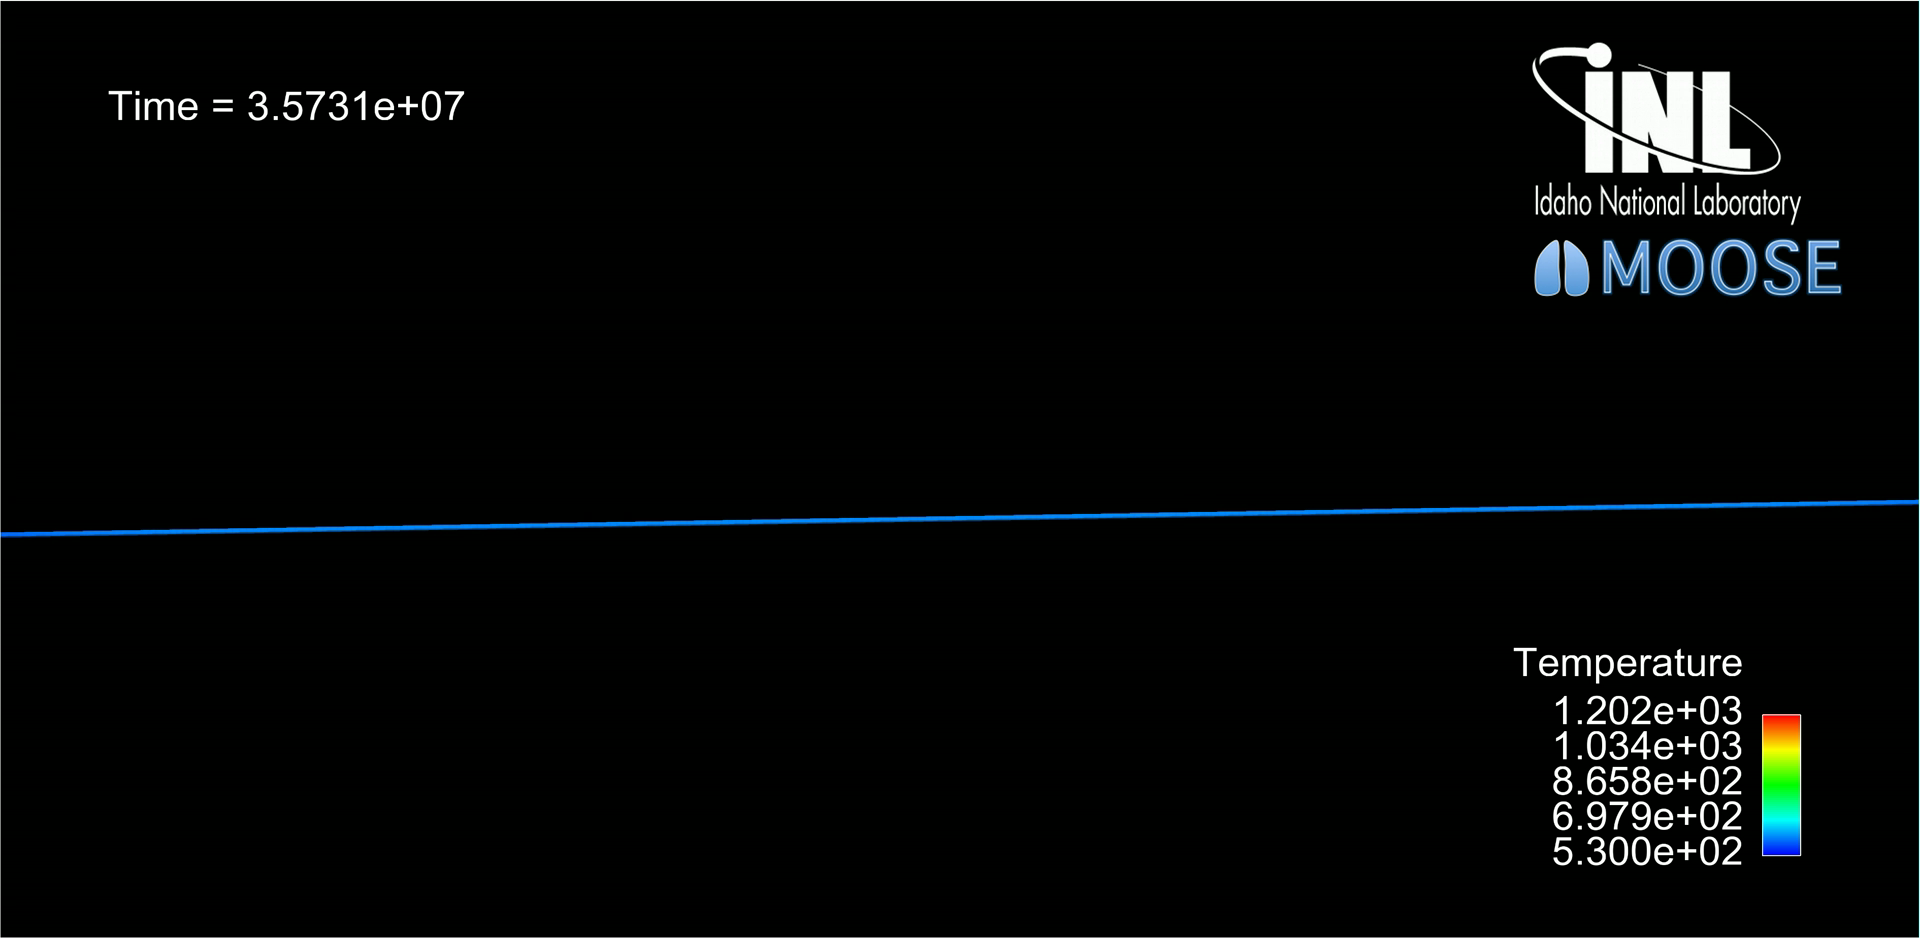 Time = 3.5731e+07
INL
Idaho National Laboratory
MOOSE
Temperature
1.202e+03
1.034e+03
8.658e+02
6.979e+02
5.300e+02